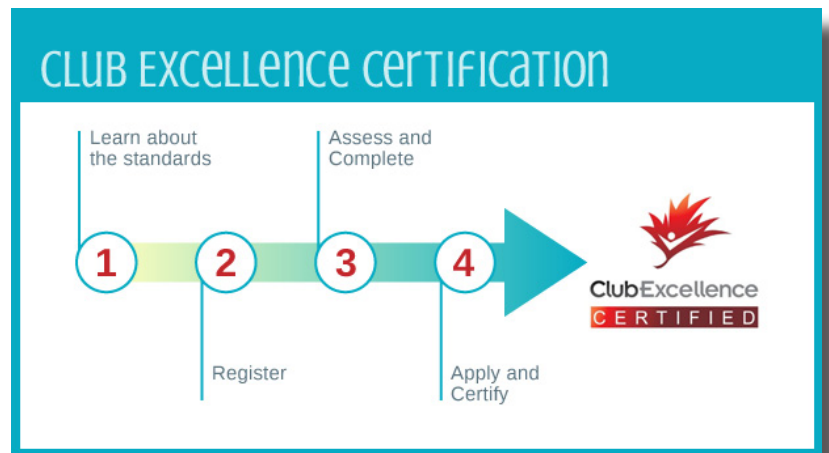 CLUB EXCELLENCE CERTIFICATION
Learn about
the standards
Assess and
Complete
1
2
3
4
ClubExcellence
CERTIFIED
Register
Apply and
Certify